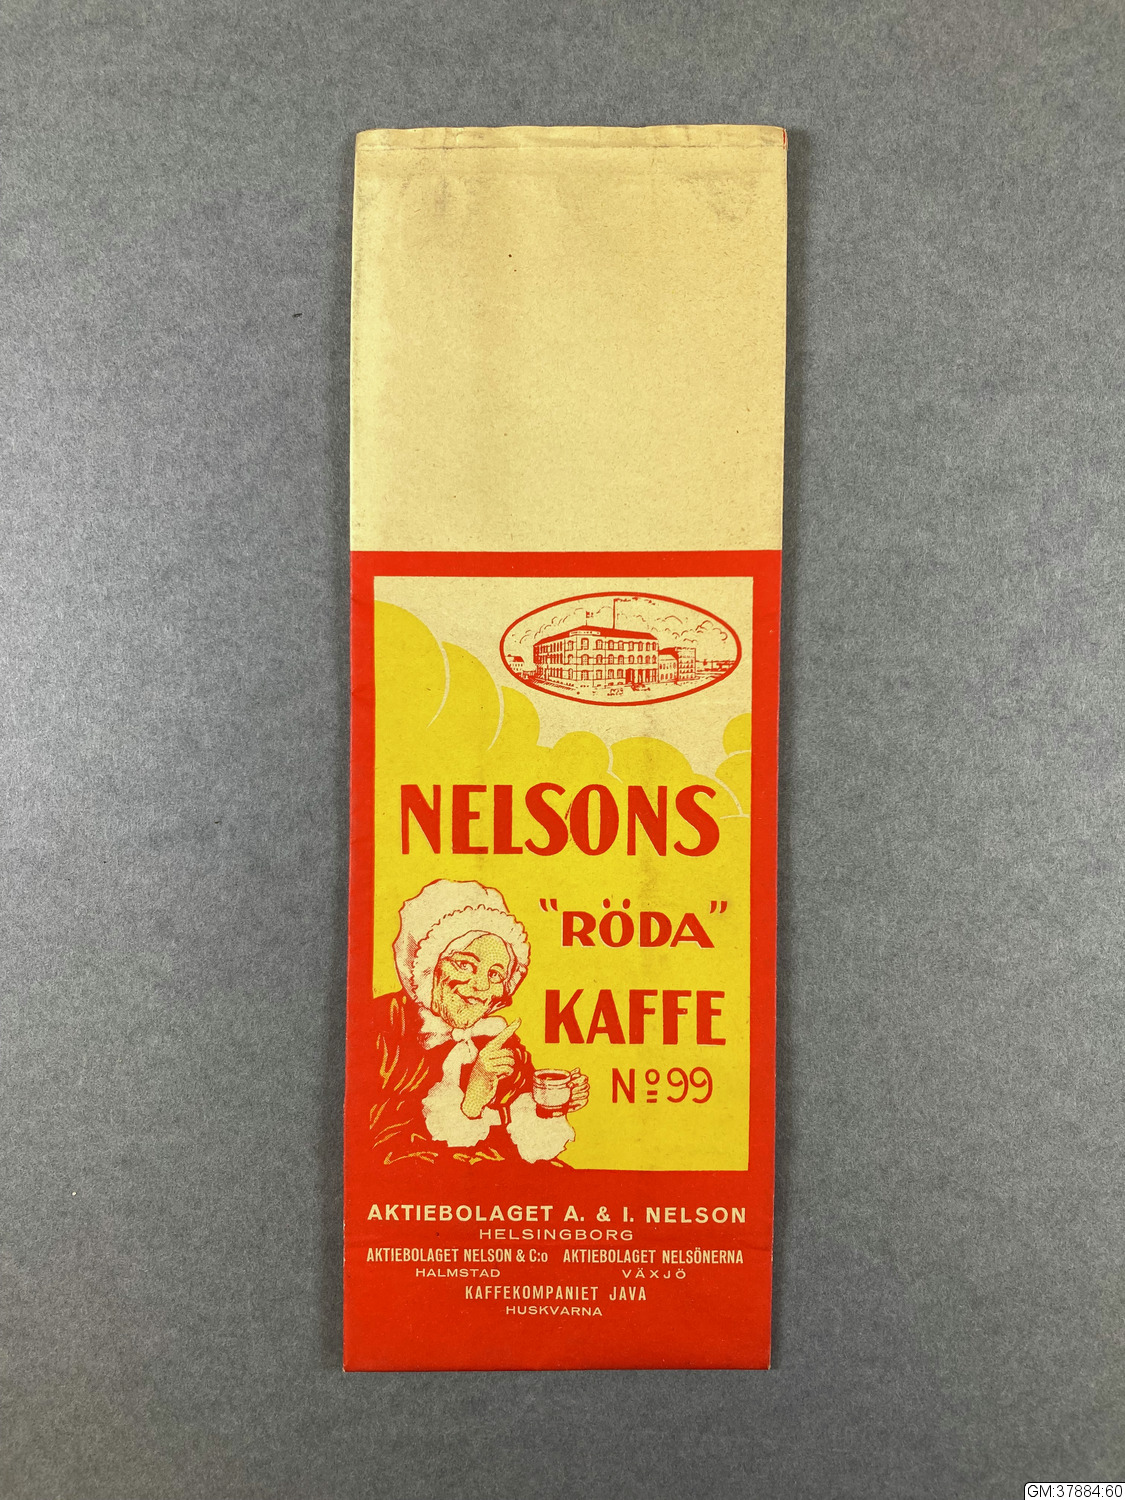 NELSONS
"RÖDA"
KAFFE
Nº 99
AKTIEBOLAGET A. & I. NELSON
HELSINGBORG
AKTIEBOLAGET NELSON & C:o AKTIEBOLAGET NELSÖNERNA
HALMSTAD VÄXJÖ
KAFFEKOMPANIET JAVA
HUSKVARNA
GM:37884:60